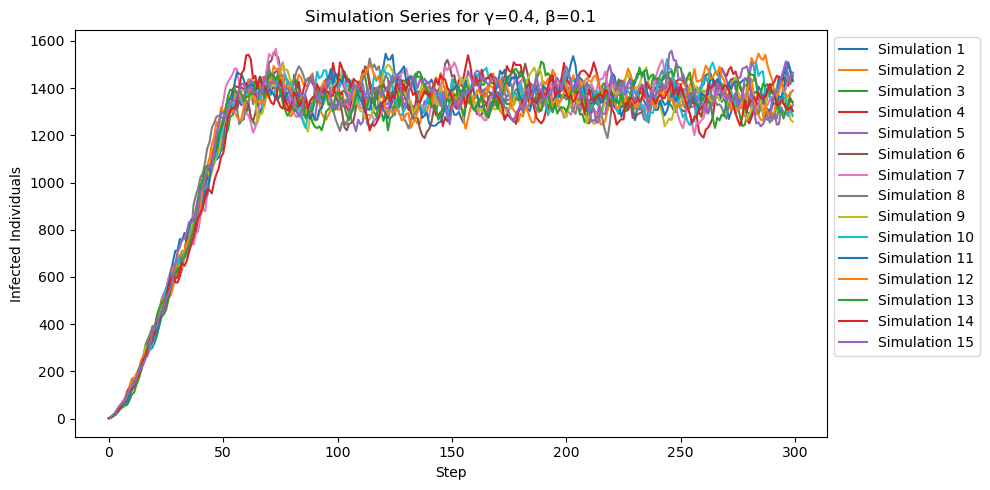 Simulation Series for γ=0.4, β=0.1
Infected Individuals
1600
1400
1200
1000
800
600
400
200
0
0 50 100 150 200 250 300
Step
Simulation 1
Simulation 2
Simulation 3
Simulation 4
Simulation 5
Simulation 6
Simulation 7
Simulation 8
Simulation 9
Simulation 10
Simulation 11
Simulation 12
Simulation 13
Simulation 14
Simulation 15